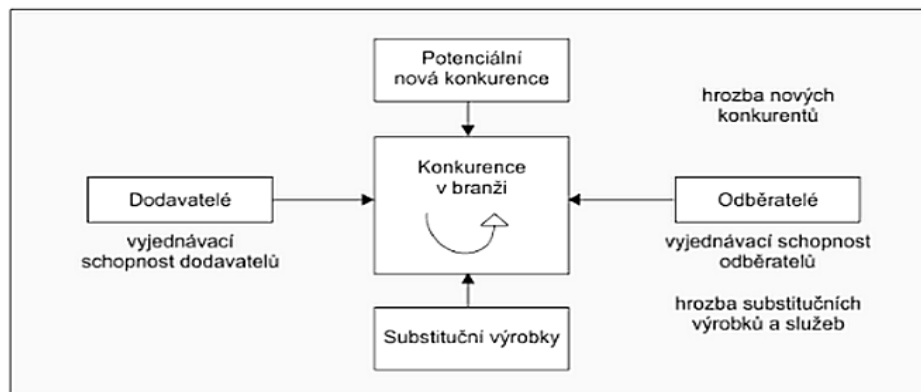 Potenciální
nová konkurence
hrozba nových
konkurentů
Konkurence
v branži
Dodavatelé
vyjednávací
schopnost dodavatelů
Odběratelé
vyjednávací schopnost
odběratelů
Substituční výrobky
hrozba substitučních
výrobků a služeb